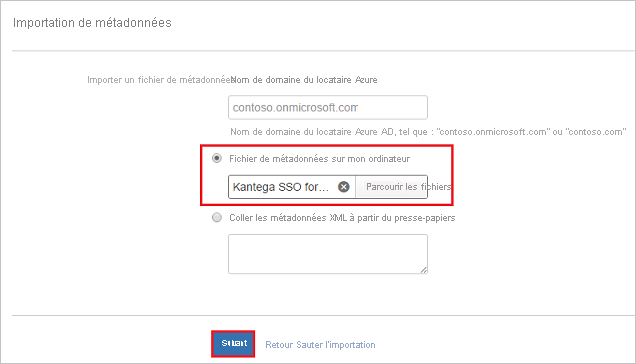 Importation de métadonnées
Importer un fichier de métadonnées
Nom de domaine du locataire Azure
contoso.onmicrosoft.com
Nom de domaine du locataire Azure AD, tel que : "contoso.onmicrosoft.com" ou "contoso.com"
Fichier de métadonnées sur mon ordinateur
Kantega SSO for... Parcourir les fichiers
Coller les métadonnées XML à partir du presse-papiers
Suivant Retour Sauter l'importation